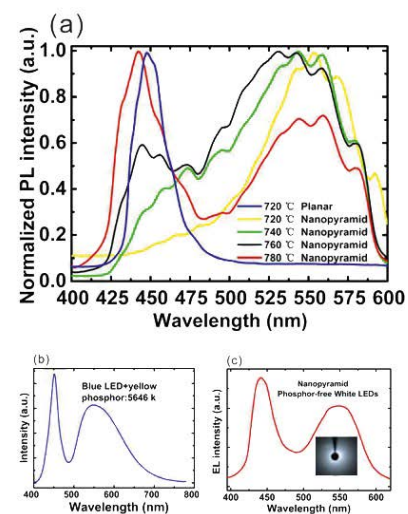 (a)
Normalized PL intensity (a.u.)
1.0
0.8
0.6
0.4
0.2
0.0
720 ℃ Planar
720 ℃ Nanopyramid
740 ℃ Nanopyramid
760 ℃ Nanopyramid
780 ℃ Nanopyramid
400 425 450 475 500 525 550 575 600
Wavelength (nm)
(b)
Intensity (a.u.)
Blue LED+yellow
phosphor:5646 k
400 500 600 700 800
Wavelength (nm)
(c)
EL intensity (a.u.)
Nanopyramid
Phosphor-free White LEDs
400 450 500 550 600
Wavelength (nm)